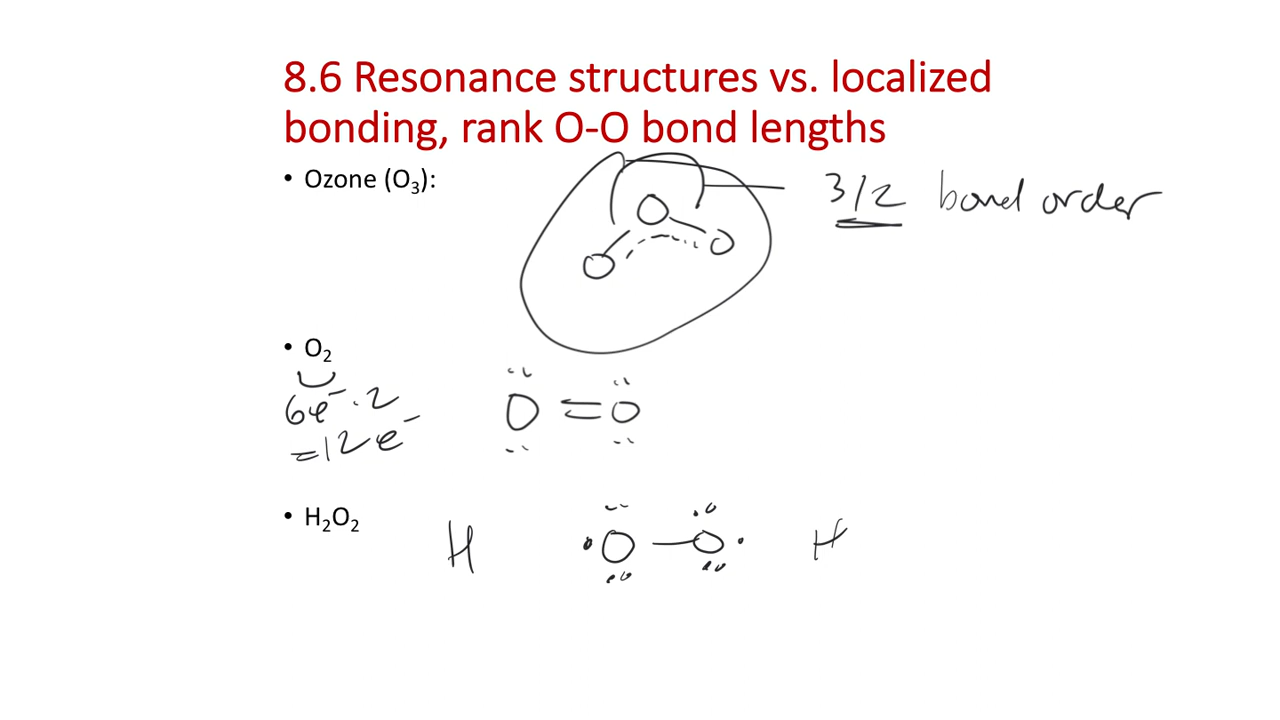 8.6 Resonance structures vs. localized
bonding, rank O-O bond lengths
• Ozone (O₃):
3/2 bond order
O
O O
• O₂
6e⁻ · 2
= 12 e⁻
O = O
• H₂O₂
H O — O H